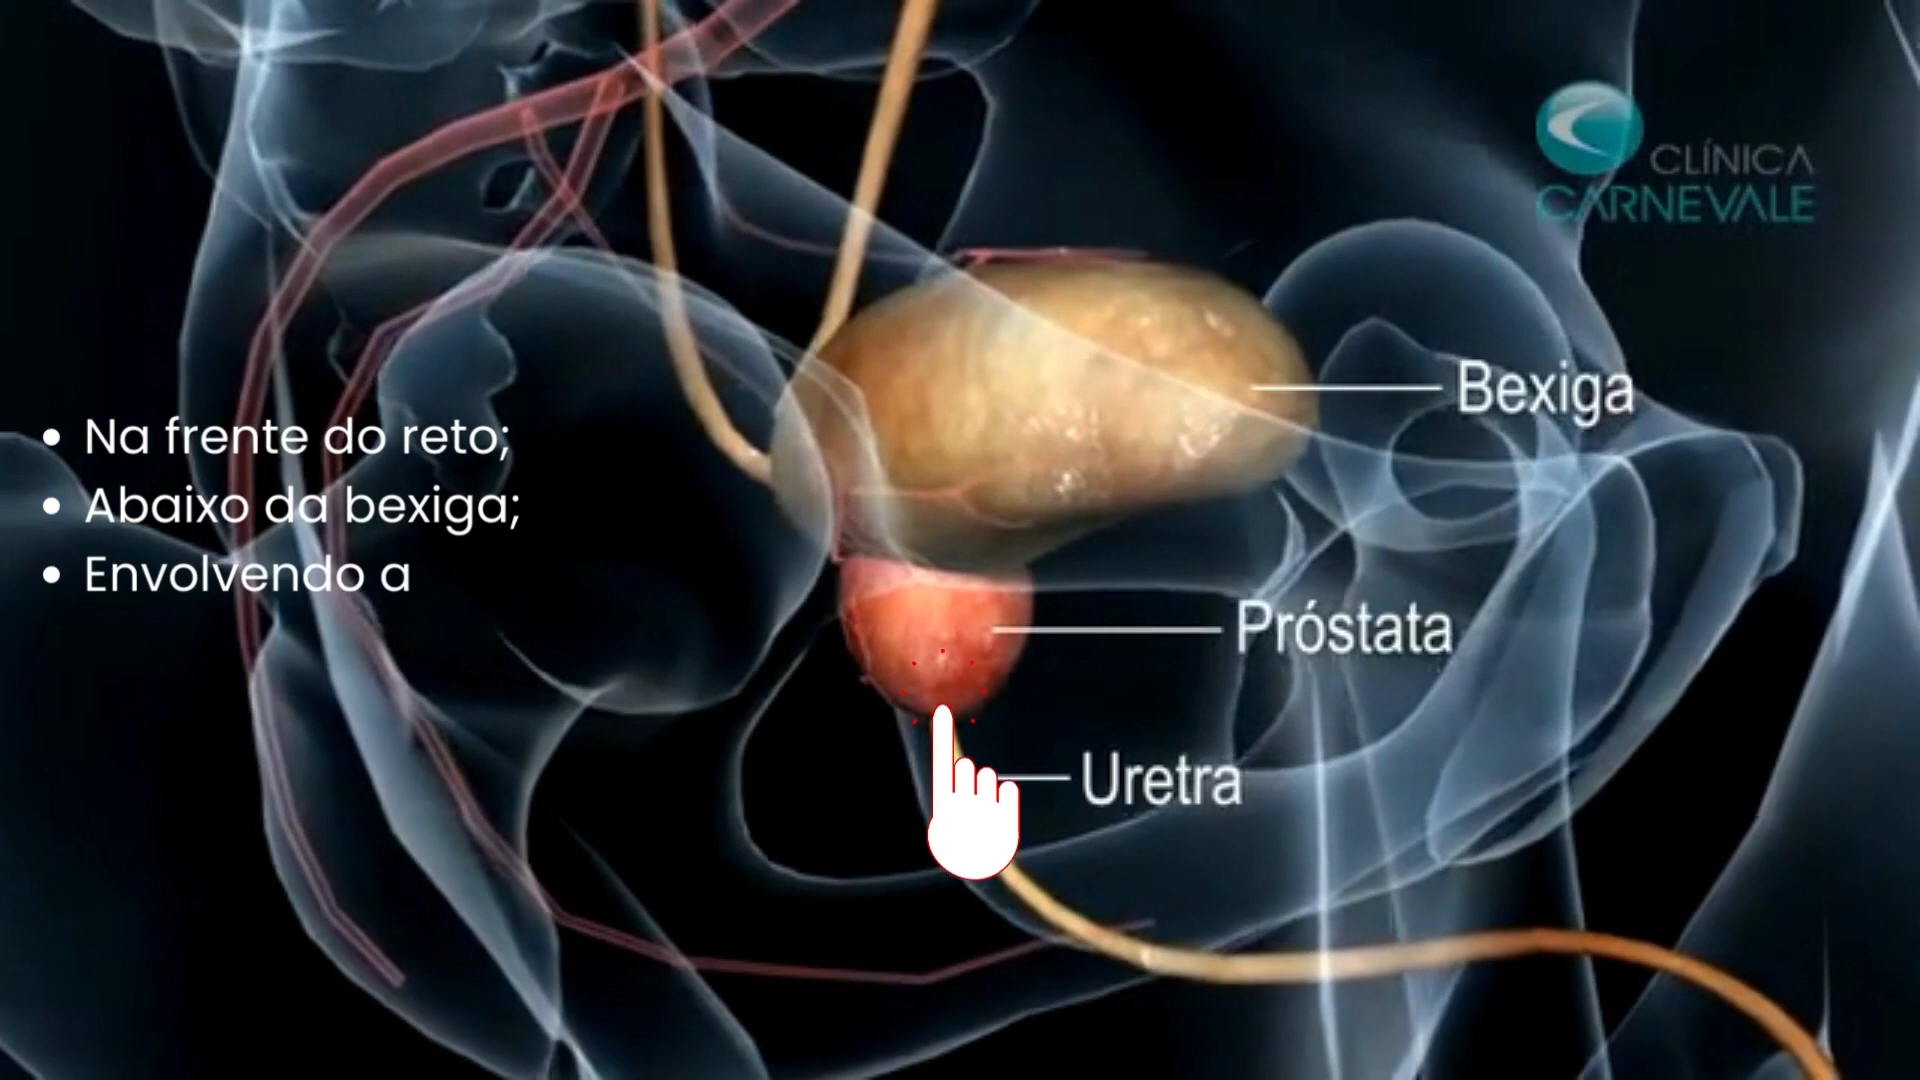 CLÍNICA
CARNEVALE
Bexiga
• Na frente do reto;
• Abaixo da bexiga;
• Envolvendo a
Próstata
Uretra